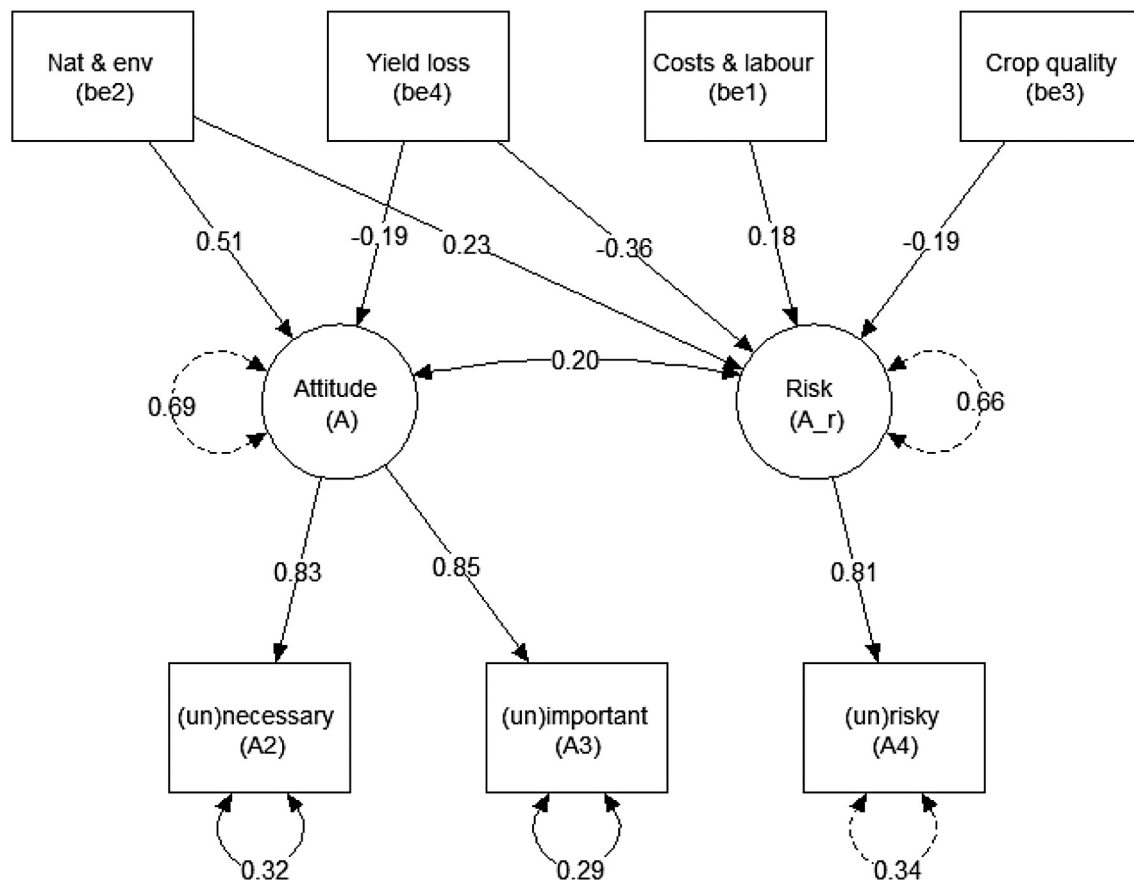 Nat & env
(be2)
Yield loss
(be4)
Costs & labour
(be1)
Crop quality
(be3)
0.51
-0.19
0.23
-0.36
0.18
-0.19
0.20
0.69
Attitude
(A)
Risk
(A_r)
0.66
0.83
0.85
0.81
(un)necessary
(A2)
(un)important
(A3)
(un)risky
(A4)
0.32
0.29
0.34